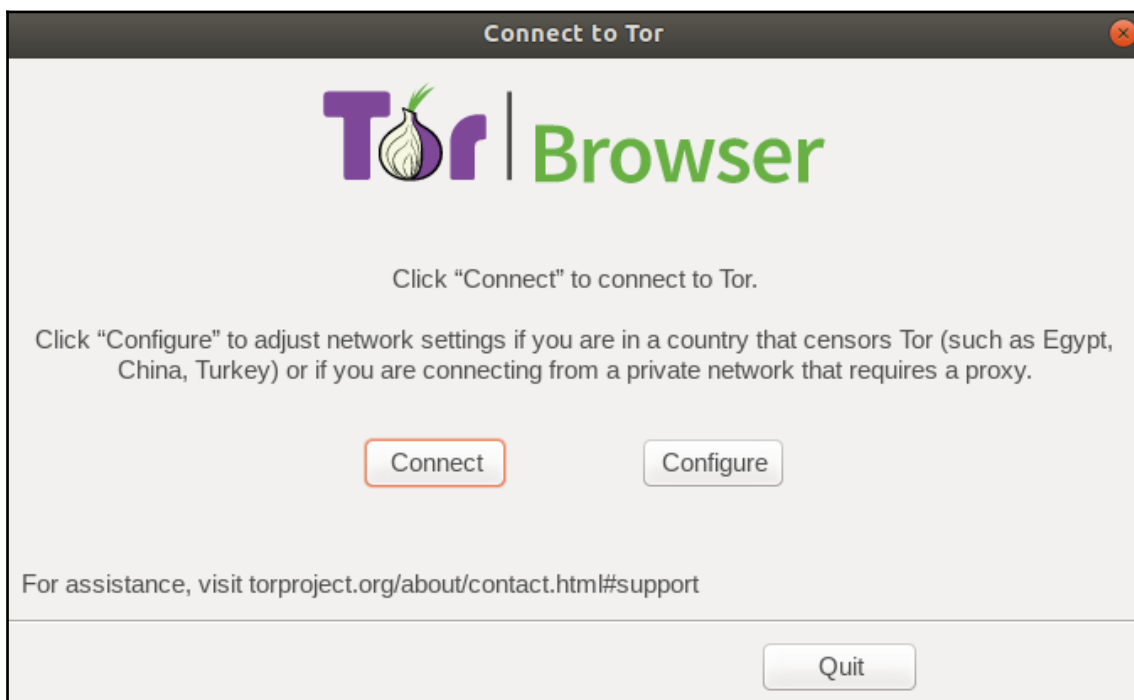 Connect to Tor
Tor | Browser
Click “Connect” to connect to Tor.
Click “Configure” to adjust network settings if you are in a country that censors Tor (such as Egypt,
China, Turkey) or if you are connecting from a private network that requires a proxy.
Connect Configure
For assistance, visit torproject.org/about/contact.html#support
Quit